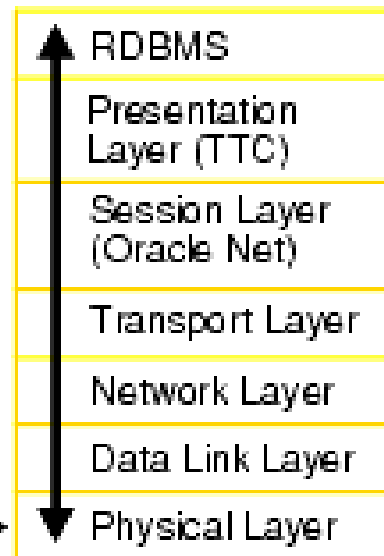 RDBMS
Presentation
Layer (TTC)
Session Layer
(Oracle Net)
Transport Layer
Network Layer
Data Link Layer
Physical Layer